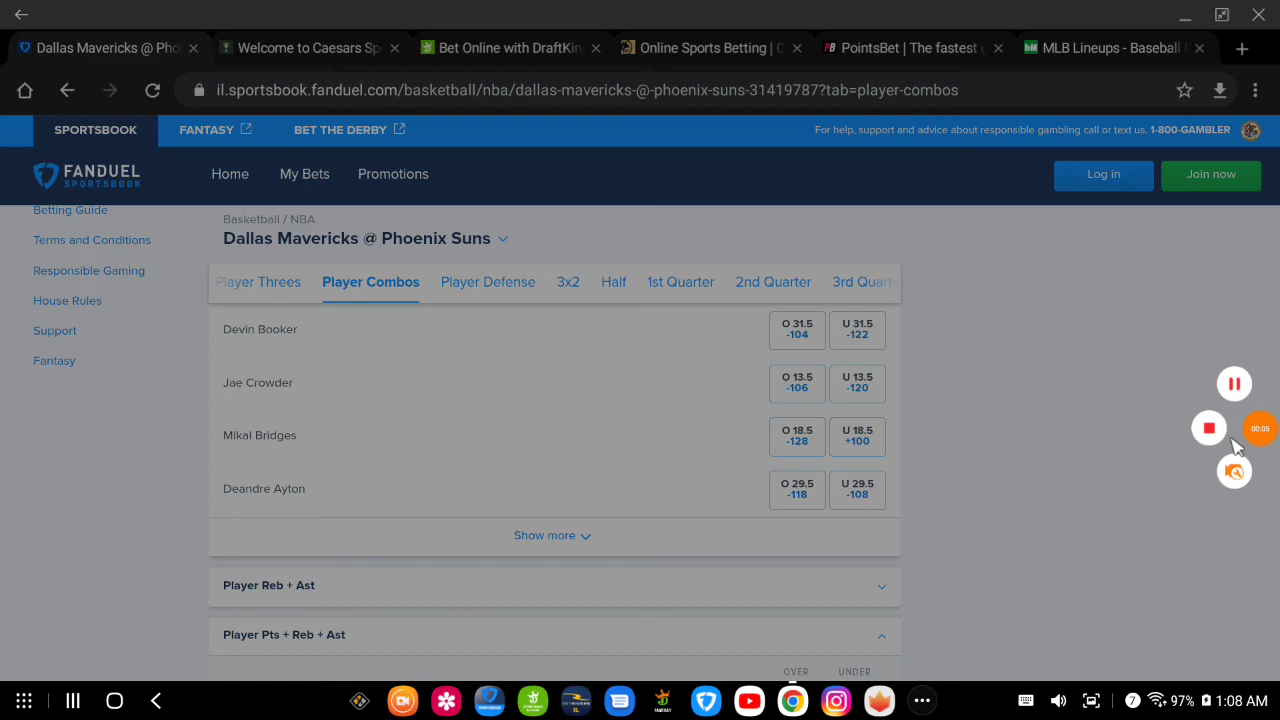 Dallas Mavericks @ Pho
Welcome to Caesars Sp
Bet Online with DraftKin
Online Sports Betting | O
PointsBet | The fastest g
MLB Lineups - Baseball
il.sportsbook.fanduel.com/basketball/nba/dallas-mavericks-@-phoenix-suns-31419787?tab=player-combos
SPORTSBOOK
FANTASY
BET THE DERBY
For help, support and advice about responsible gambling call or text us. 1-800-GAMBLER
FANDUEL
SPORTSBOOK
Home
My Bets
Promotions
Log in
Join now
Betting Guide
Terms and Conditions
Responsible Gaming
House Rules
Support
Fantasy
Basketball / NBA
Dallas Mavericks @ Phoenix Suns
Player Threes
Player Combos
Player Defense
3x2
Half
1st Quarter
2nd Quarter
3rd Quarte
Devin Booker
O 31.5
-104
U 31.5
-122
Jae Crowder
O 13.5
-106
U 13.5
-120
Mikal Bridges
O 18.5
-128
U 18.5
+100
Deandre Ayton
O 29.5
-118
U 29.5
-108
Show more
Player Reb + Ast
Player Pts + Reb + Ast
OVER
UNDER
00:05
7
97%
1:08 AM